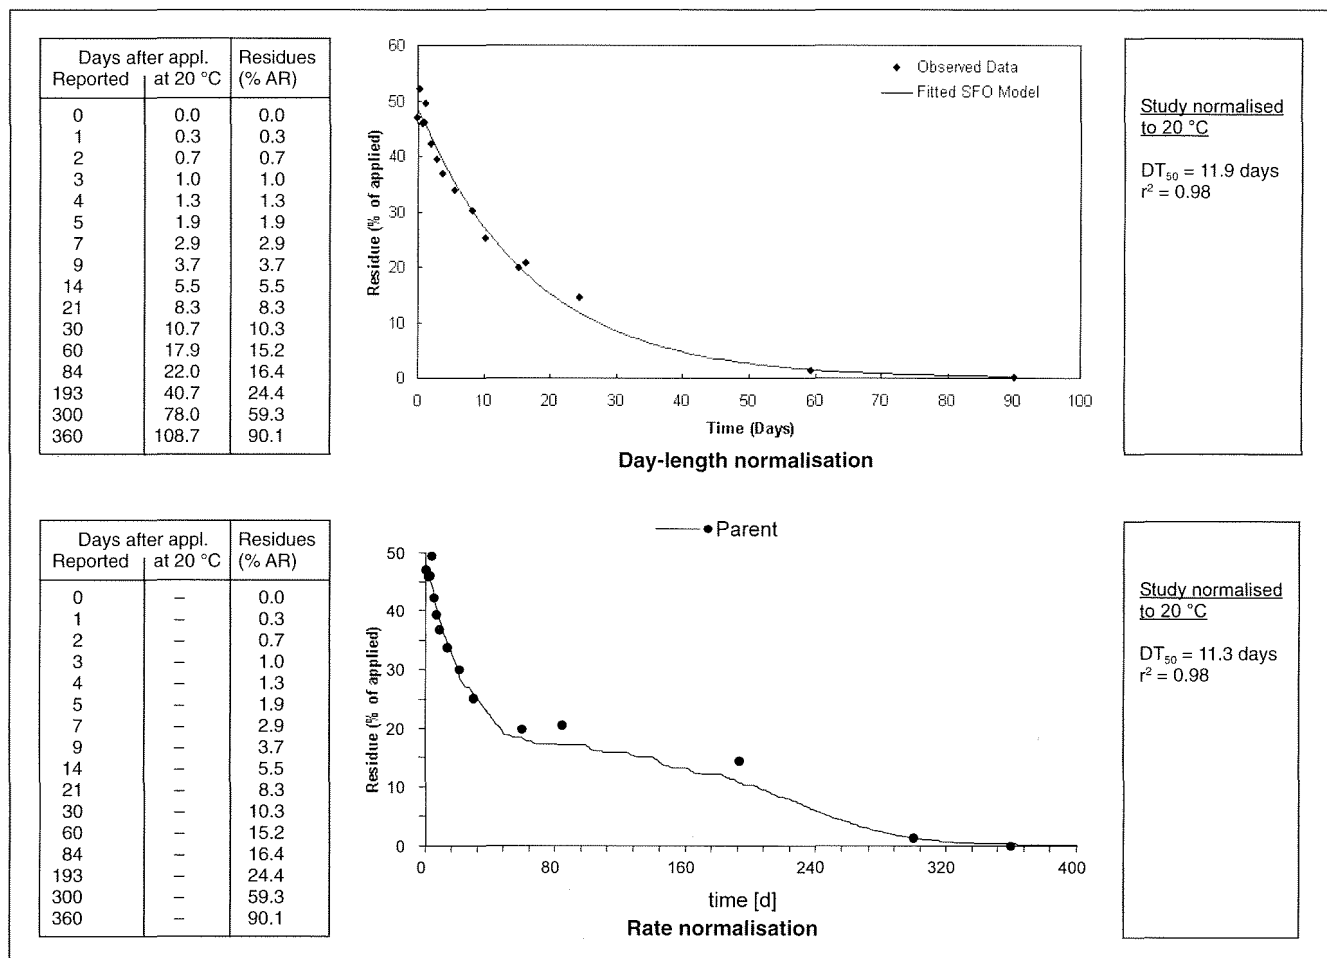 Days after appl. Residues
Reported at 20 °C (% AR)
0 0.0 0.0
1 0.3 0.3
2 0.7 0.7
3 1.0 1.0
4 1.3 1.3
5 1.9 1.9
7 2.9 2.9
9 3.7 3.7
14 5.5 5.5
21 8.3 8.3
30 10.7 10.3
60 17.9 15.2
84 22.0 16.4
193 40.7 24.4
300 78.0 59.3
360 108.7 90.1
60
50
40
30
20
10
0
Residue (% of applied)
Observed Data
Fitted SFO Model
0 10 20 30 40 50 60 70 80 90 100
Time (Days)
Day-length normalisation
Study normalised
to 20 °C
DT50 = 11.9 days
r² = 0.98
Days after appl. Residues
Reported at 20 °C (% AR)
0 – 0.0
1 – 0.3
2 – 0.7
3 – 1.0
4 – 1.3
5 – 1.9
7 – 2.9
9 – 3.7
14 – 5.5
21 – 8.3
30 – 10.3
60 – 15.2
84 – 16.4
193 – 24.4
300 – 59.3
360 – 90.1
Parent
50
40
30
20
10
0
Residue (% of applied)
0 80 160 240 320 400
time [d]
Rate normalisation
Study normalised
to 20 °C
DT50 = 11.3 days
r² = 0.98